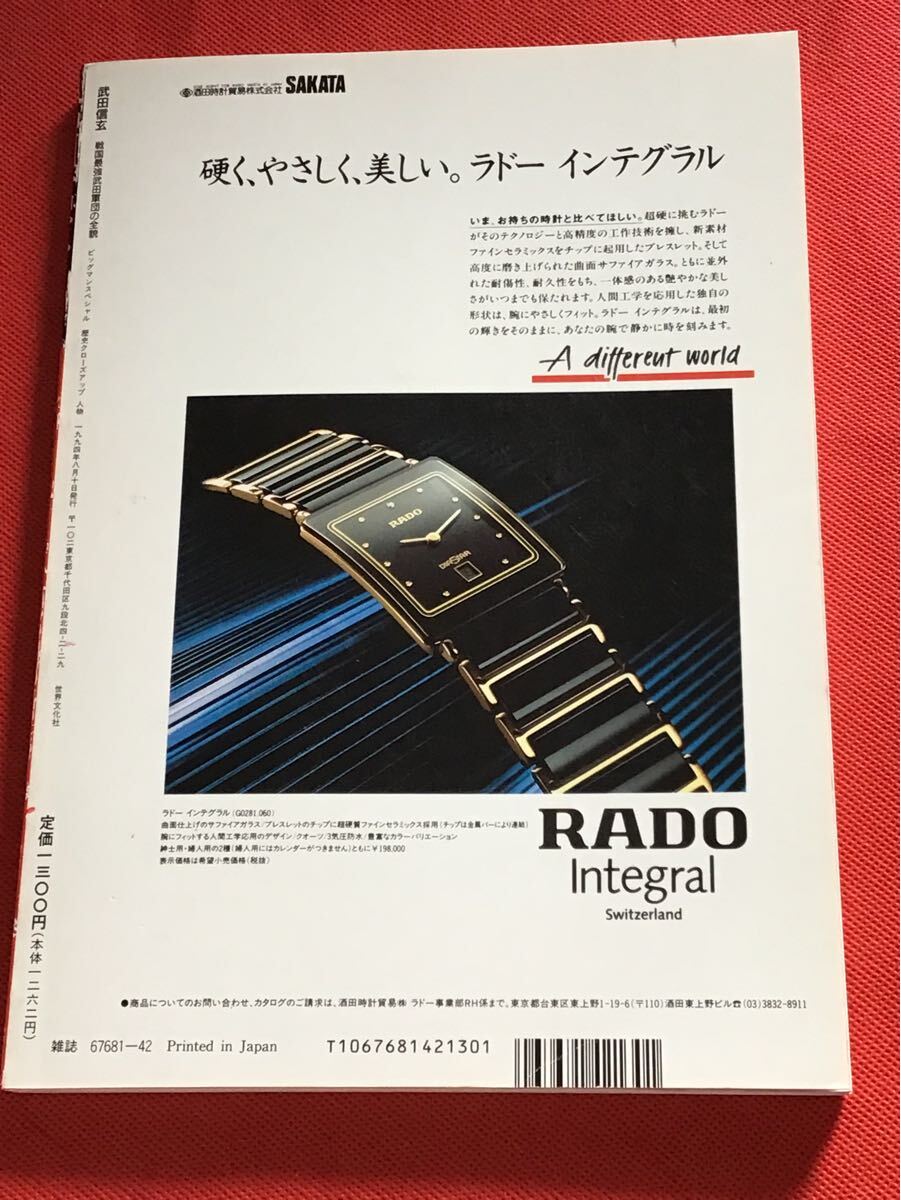 酒田時計貿易株式会社 SAKATA
硬く、やさしく、美しい。ラドー インテグラル
いま、お持ちの時計と比べてほしい。超硬に挑むラドー
がそのテクノロジーと高精度の工作技術を擁し、新素材
ファインセラミックスをチップに起用したブレスレット。そして
高度に磨き上げられた曲面サファイアガラス。ともに並外
れた耐傷性、耐久性をもち、一体感のある艶やかな美し
さがいつまでも保たれます。人間工学を応用した独自の
形状は、腕にやさしくフィット。ラドー インテグラルは、最初
の輝きをそのままに、あなたの腕で静かに時を刻みます。
A different world
RADO
DIASTAR
ラドー インテグラル(G0281.060)
曲面仕上げのサファイアガラス/ブレスレットのチップに超硬質ファインセラミックス採用(チップは金属バーにより連結)
腕にフィットする人間工学応用のデザイン/クオーツ/3気圧防水/豊富なカラーバリエーション
紳士用・婦人用の2種(婦人用にはカレンダーがつきません)ともに¥198,000
表示価格は希望小売価格(税抜)
RADO
Integral
Switzerland
●商品についてのお問い合わせ、カタログのご請求は、酒田時計貿易㈱ ラドー事業部RH係まで。東京都台東区東上野1-19-6(〒110)酒田東上野ビル☎(03)3832-8911
雑誌 67681—42 Printed in Japan T1067681421301
武田信玄 戦国最強武田軍団の全貌 ビッグマンスペシャル 歴史クローズアップ 人物 一九九四年八月十日発行 〒一〇二東京都千代田区九段北四-二-二九 世界文化社
定価一三〇〇円(本体一二六二円)